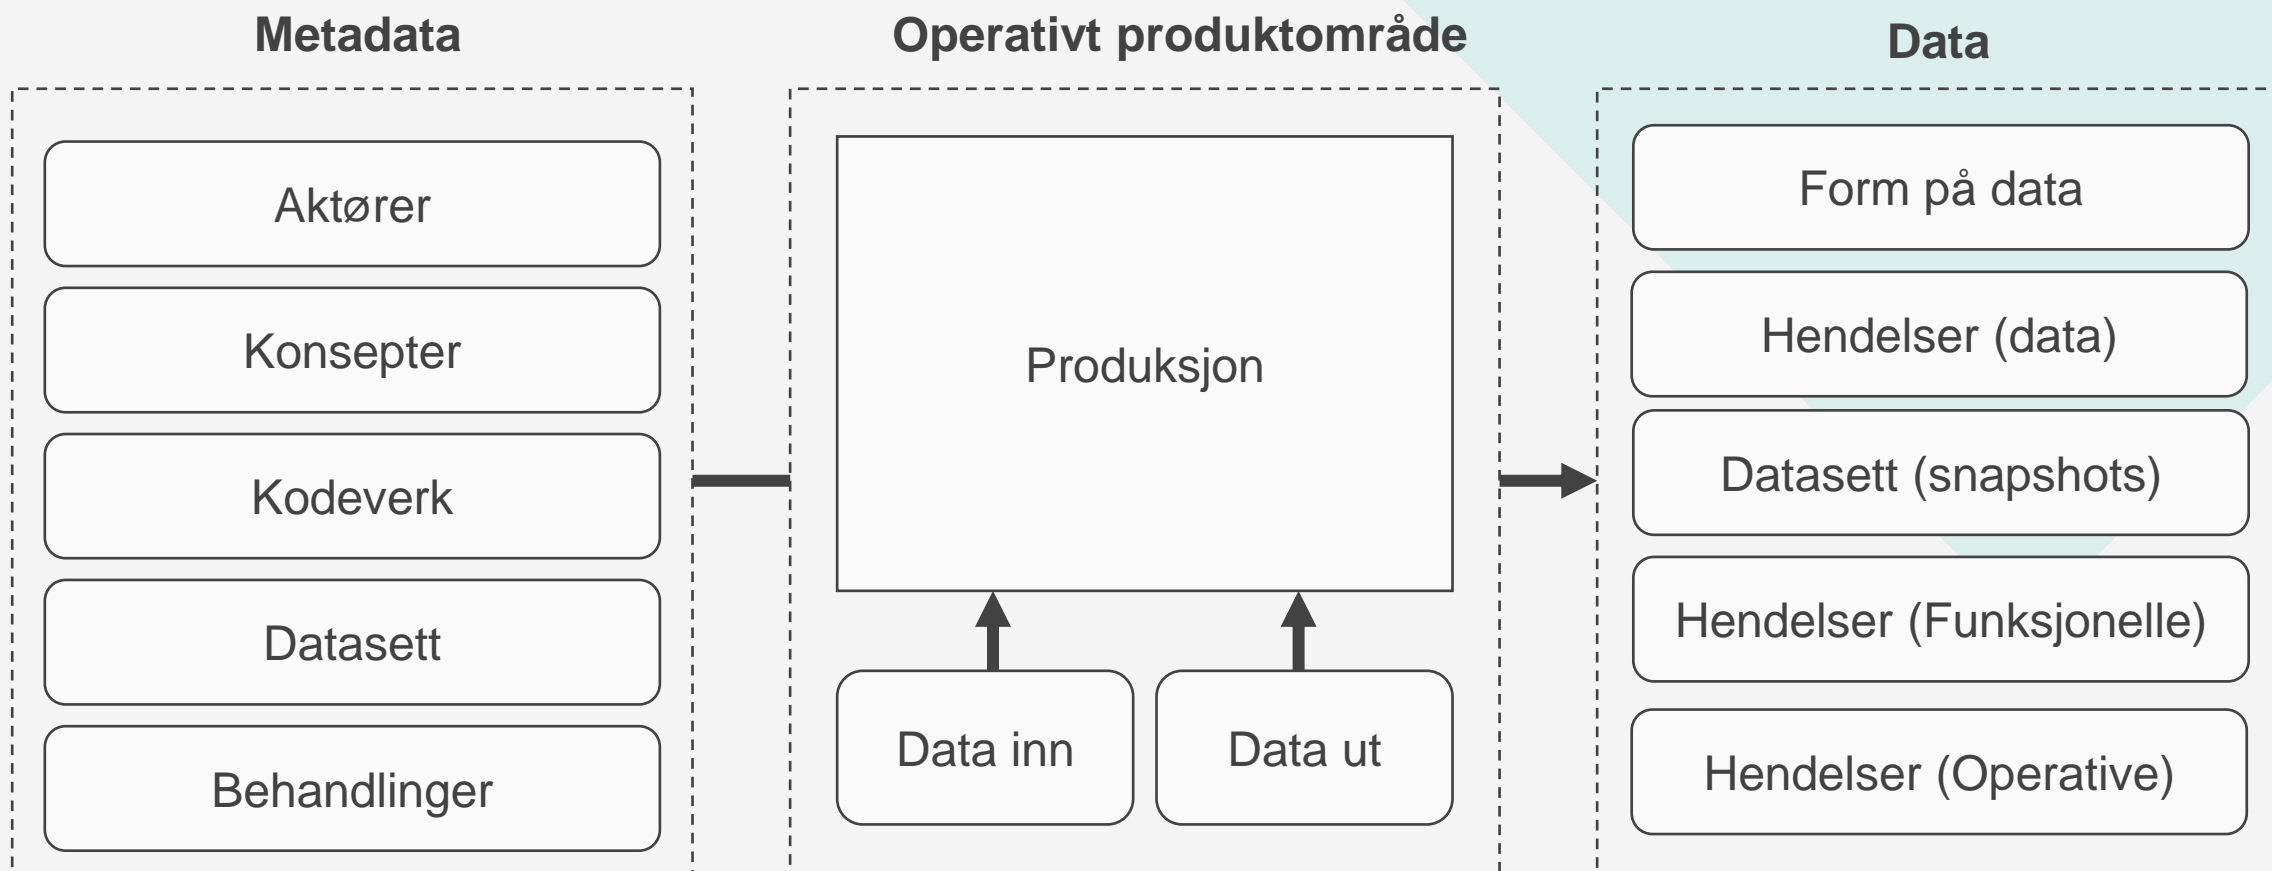 Metadata
Aktører
Konsepter
Kodeverk
Datasett
Behandlinger
Operativt produktområde
Produksjon
Data inn
Data ut
Data
Form på data
Hendelser (data)
Datasett (snapshots)
Hendelser (Funksjonelle)
Hendelser (Operative)